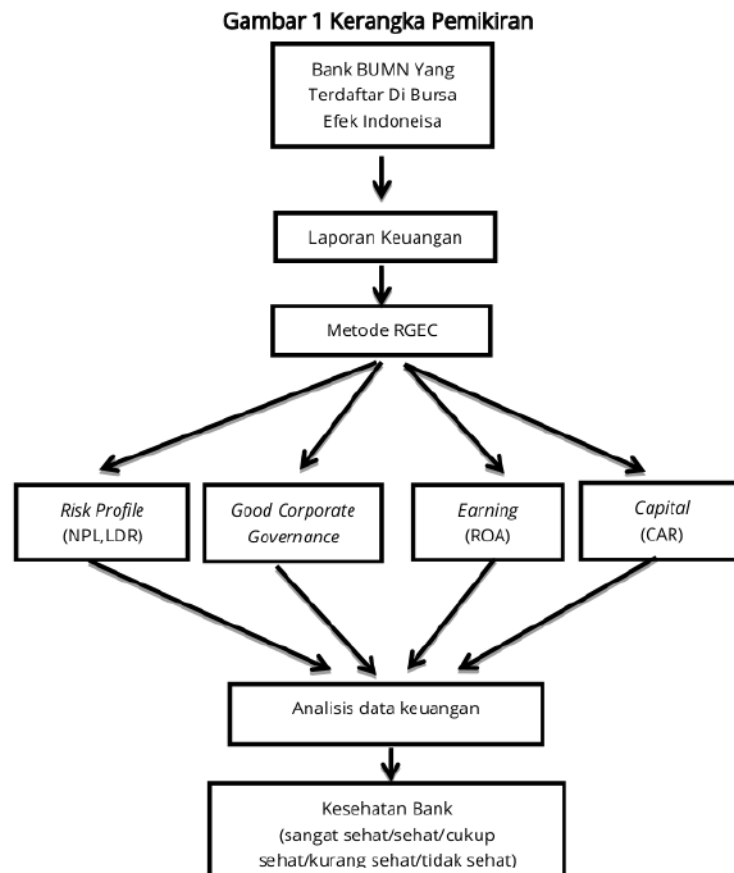 Gambar 1 Kerangka Pemikiran
Bank BUMN Yang
Terdaftar Di Bursa
Efek Indoneisa
Laporan Keuangan
Metode RGEC
Risk Profile
(NPL,LDR)
Good Corporate
Governance
Earning
(ROA)
Capital
(CAR)
Analisis data keuangan
Kesehatan Bank
(sangat sehat/sehat/cukup
sehat/kurang sehat/tidak sehat)